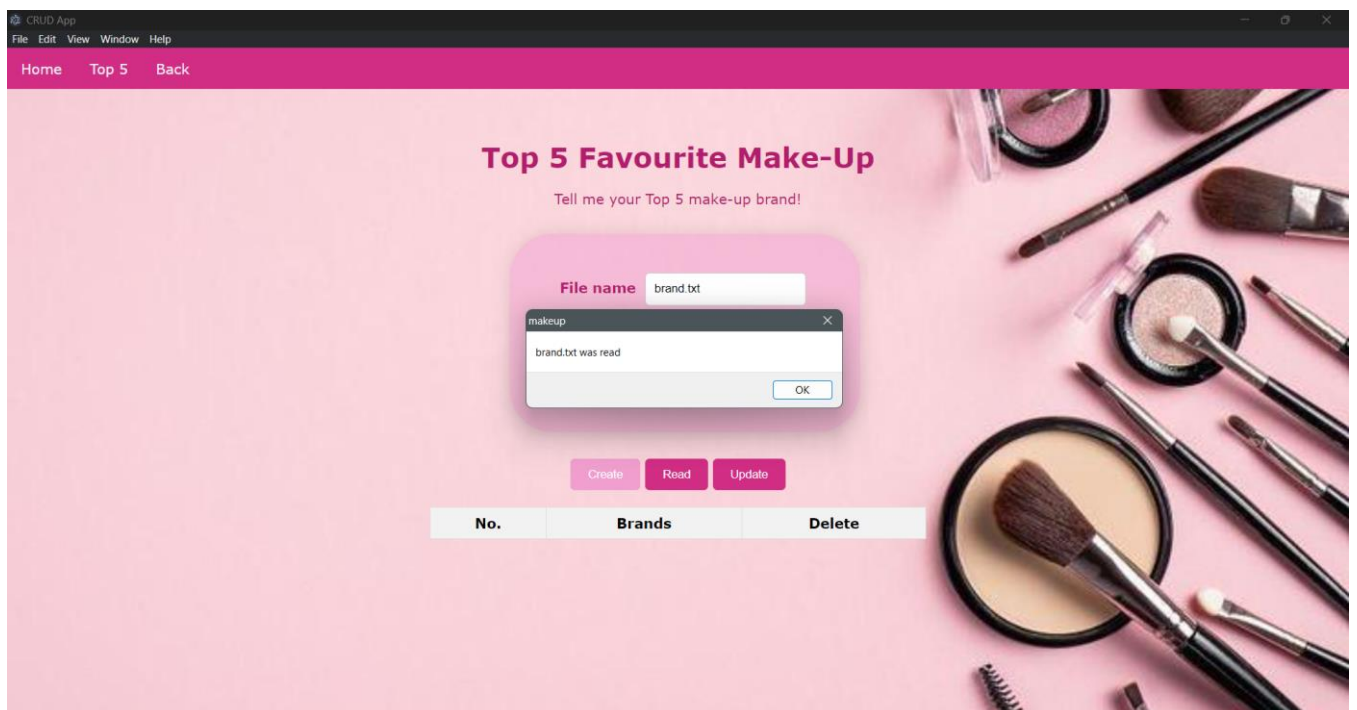 CRUD App
File Edit View Window Help
Home Top 5 Back
Top 5 Favourite Make-Up
Tell me your Top 5 make-up brand!
File name brand.txt
makeup
brand.txt was read
OK
Create Read Update
No. Brands Delete